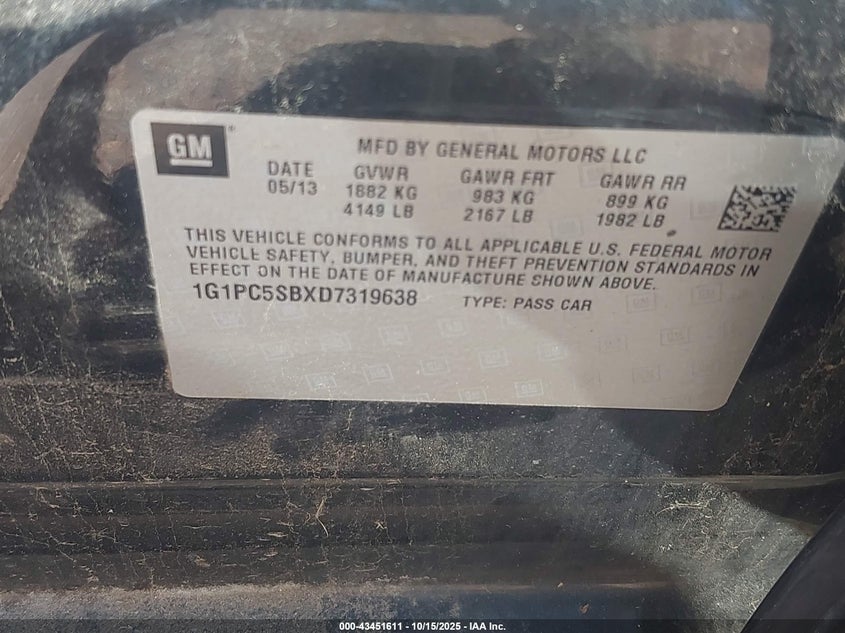 GM ®
MFD BY GENERAL MOTORS LLC
DATE GVWR GAWR FRT GAWR RR
05/13 1882 KG 983 KG 899 KG
4149 LB 2167 LB 1982 LB
THIS VEHICLE CONFORMS TO ALL APPLICABLE U.S. FEDERAL MOTOR
VEHICLE SAFETY, BUMPER, AND THEFT PREVENTION STANDARDS IN
EFFECT ON THE DATE OF MANUFACTURE SHOWN ABOVE.
1G1PC5SBXD7319638 TYPE: PASS CAR
000-43451611 - 10/15/2025 - IAA Inc.